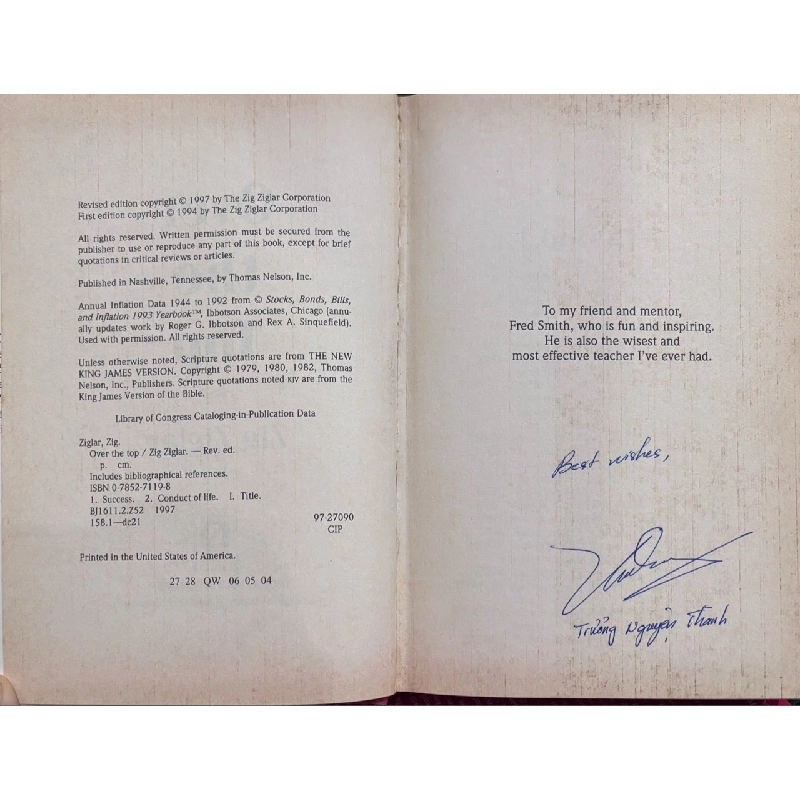 Revised edition copyright © 1997 by The Zig Ziglar Corporation
First edition copyright © 1994 by The Zig Ziglar Corporation
All rights reserved. Written permission must be secured from the
publisher to use or reproduce any part of this book, except for brief
quotations in critical reviews or articles.
Published in Nashville, Tennessee, by Thomas Nelson, Inc.
Annual Inflation Data 1944 to 1992 from © Stocks, Bonds, Bills,
and Inflation 1993 Yearbook™, Ibbotson Associates, Chicago (annu-
ally updates work by Roger G. Ibbotson and Rex A. Sinquefield).
Used with permission. All rights reserved.
Unless otherwise noted, Scripture quotations are from THE NEW
KING JAMES VERSION. Copyright © 1979, 1980, 1982, Thomas
Nelson, Inc., Publishers. Scripture quotations noted KJV are from the
King James Version of the Bible.
Library of Congress Cataloging-in-Publication Data
Ziglar, Zig.
Over the top / Zig Ziglar. — Rev. ed.
p. cm.
Includes bibliographical references.
ISBN 0-7852-7119-8
1. Success. 2. Conduct of life. I. Title.
BJ1611.2.Z52 1997
158.1—dc21
97-27090
CIP
Printed in the United States of America.
27 28 QW 06 05 04
To my friend and mentor,
Fred Smith, who is fun and inspiring.
He is also the wisest and
most effective teacher I've ever had.
Best wishes,
Trưởng Nguyện Thanh